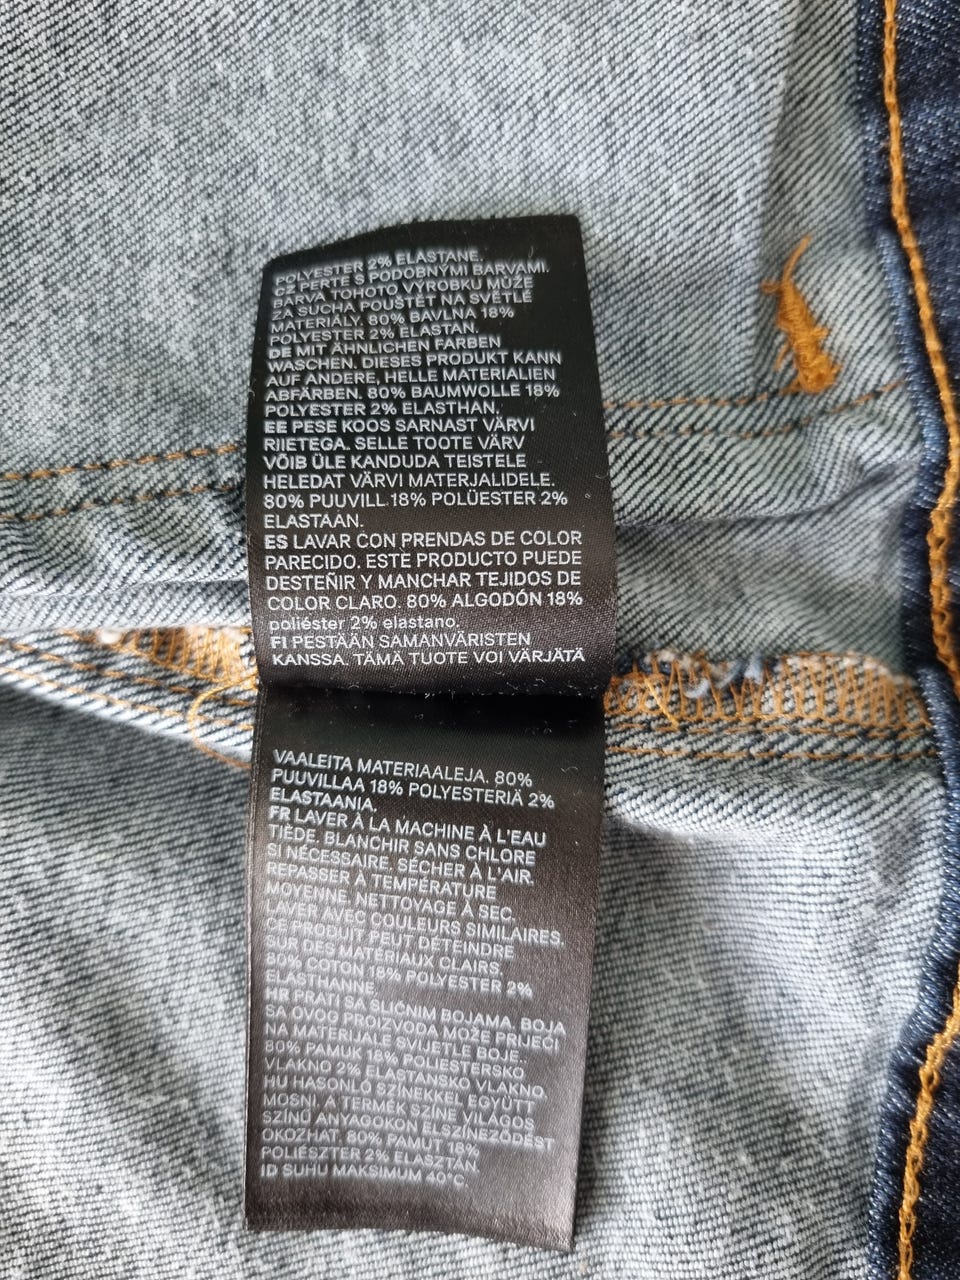 POLYESTER 2% ELASTANE.
CZ PERTE S PODOBNÝMI BARVAMI.
BARVA TOHOTO VÝROBKU MŮŽE
ZA SUCHA POUŠTĚT NA SVĚTLÉ
MATERIÁLY. 80% BAVLNA 18%
POLYESTER 2% ELASTAN.
DE MIT ÄHNLICHEN FARBEN
WASCHEN. DIESES PRODUKT KANN
AUF ANDERE, HELLE MATERIALIEN
ABFÄRBEN. 80% BAUMWOLLE 18%
POLYESTER 2% ELASTHAN.
EE PESE KOOS SARNAST VÄRVI
RIIETEGA. SELLE TOOTE VÄRV
VÕIB ÜLE KANDUDA TEISTELE
HELEDAT VÄRVI MATERJALIDELE.
80% PUUVILL 18% POLÜESTER 2%
ELASTAAN.
ES LAVAR CON PRENDAS DE COLOR
PARECIDO. ESTE PRODUCTO PUEDE
DESTEÑIR Y MANCHAR TEJIDOS DE
COLOR CLARO. 80% ALGODÓN 18%
poliéster 2% elastano.
FI PESTÄÄN SAMANVÄRISTEN
KANSSA. TÄMÄ TUOTE VOI VÄRJÄTÄ
VAALEITA MATERIAALEJA. 80%
PUUVILLAA 18% POLYESTERIÄ 2%
ELASTAANIA.
FR LAVER À LA MACHINE À L'EAU
TIÈDE. BLANCHIR SANS CHLORE
SI NÉCESSAIRE. SÉCHER À L'AIR.
REPASSER À TEMPÉRATURE
MOYENNE. NETTOYAGE À SEC.
LAVER AVEC COULEURS SIMILAIRES.
CE PRODUIT PEUT DÉTEINDRE
SUR DES MATÉRIAUX CLAIRS.
80% COTON 18% POLYESTER 2%
ELASTHANNE.
HR PRATI SA SLIČNIM BOJAMA. BOJA
SA OVOG PROIZVODA MOŽE PRIJEĆI
NA MATERIJALE SVIJETLE BOJE.
80% PAMUK 18% POLIESTERSKO
VLAKNO 2% ELASTANSKO VLAKNO.
HU HASONLÓ SZÍNEKKEL EGYÜTT
MOSNI. A TERMÉK SZÍNE VILÁGOS
SZÍNŰ ANYAGOKON ELSZÍNEZŐDÉST
OKOZHAT. 80% PAMUT 18%
POLIÉSZTER 2% ELASZTÁN.
ID SUHU MAKSIMUM 40°C.